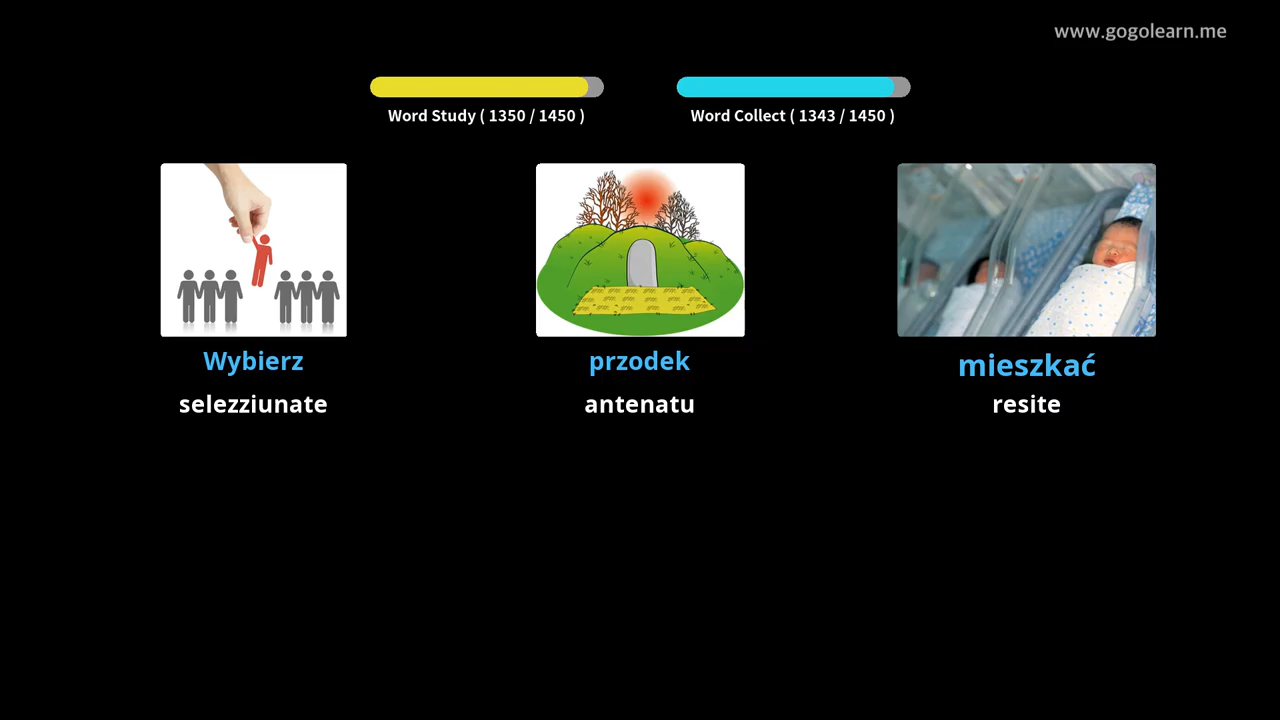 www.gogolearn.me
Word Study ( 1350 / 1450 )
Word Collect ( 1343 / 1450 )
Wybierz
przodek
mieszkać
selezziunate
antenatu
resite